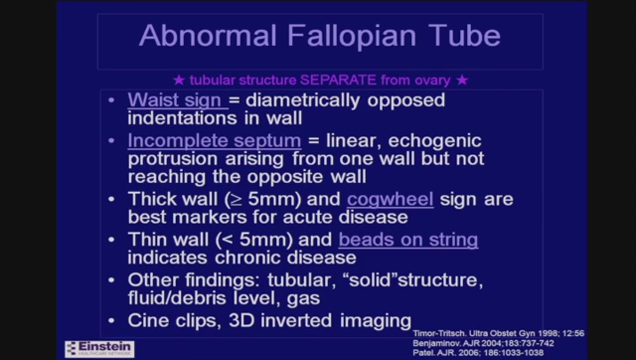 Abnormal Fallopian Tube
★ tubular structure SEPARATE from ovary ★
• Waist sign = diametrically opposed
indentations in wall
• Incomplete septum = linear, echogenic
protrusion arising from one wall but not
reaching the opposite wall
• Thick wall (≥ 5mm) and cogwheel sign are
best markers for acute disease
• Thin wall (< 5mm) and beads on string
indicates chronic disease
• Other findings: tubular, “solid”structure,
fluid/debris level, gas
• Cine clips, 3D inverted imaging
Timor-Tritsch. Ultra Obstet Gyn 1998; 12:56
Benjaminov. AJR 2004;183:737-742
Patel. AJR. 2006; 186:1033-1038
Einstein
HEALTHCARE NETWORK